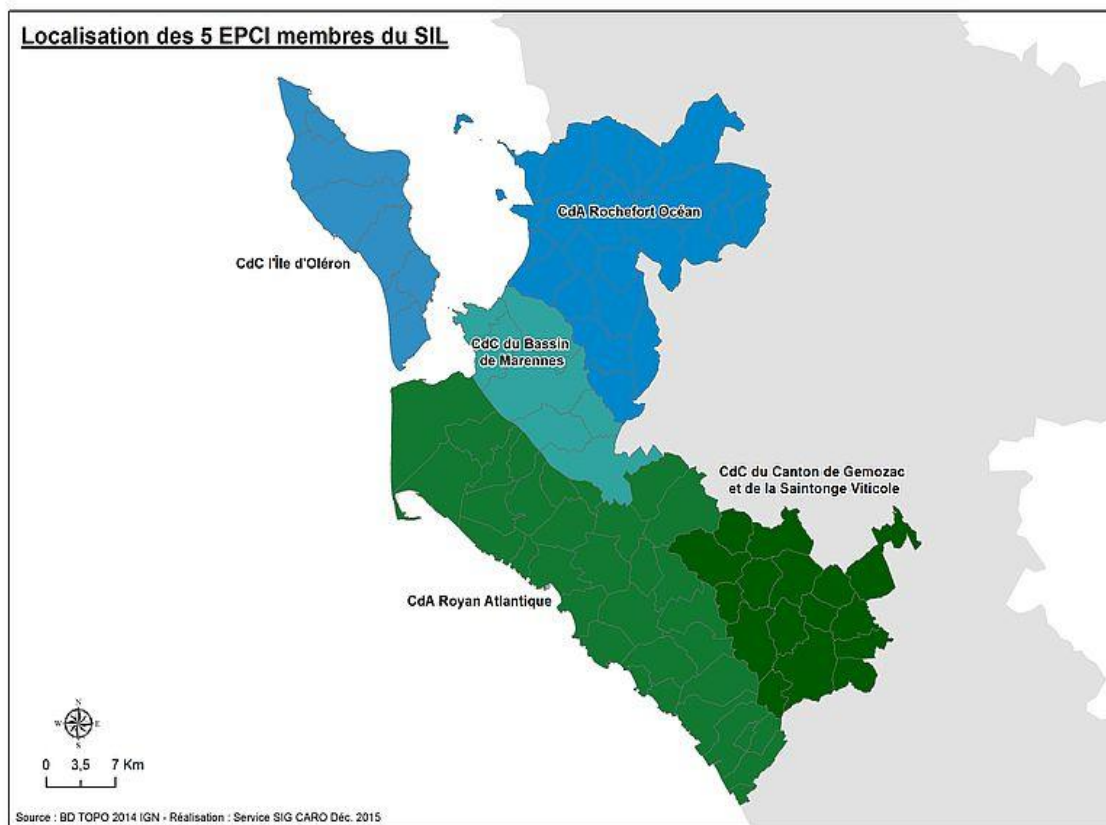 Localisation des 5 EPCI membres du SIL
CdA Rochefort Océan
CdC l'Île d'Oléron
CdC du Bassin
de Marennes
CdC du Canton de Gemozac
et de la Saintonge Viticole
CdA Royan Atlantique
N
W E
S
0 3,5 7 Km
Source : BD TOPO 2014 IGN - Réalisation : Service SIG CARO Déc. 2015